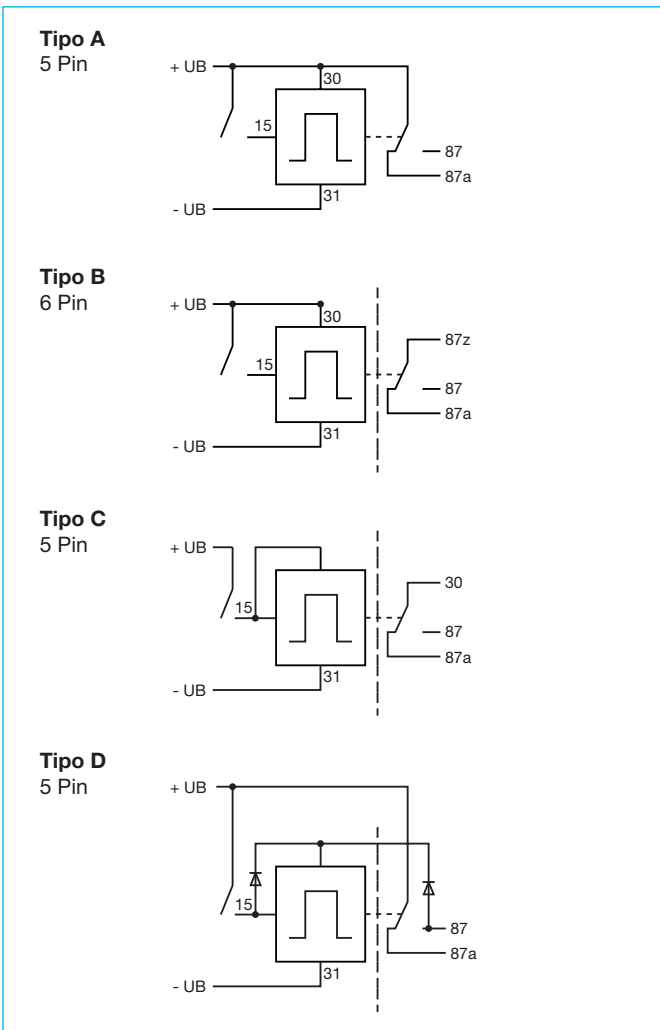 Tipo A
5 Pin
+ UB
30
15
87
87a
31
- UB
Tipo B
6 Pin
+ UB
30
87z
15
87
87a
31
- UB
Tipo C
5 Pin
+ UB
30
15
87
87a
31
- UB
Tipo D
5 Pin
+ UB
15
87
87a
31
- UB